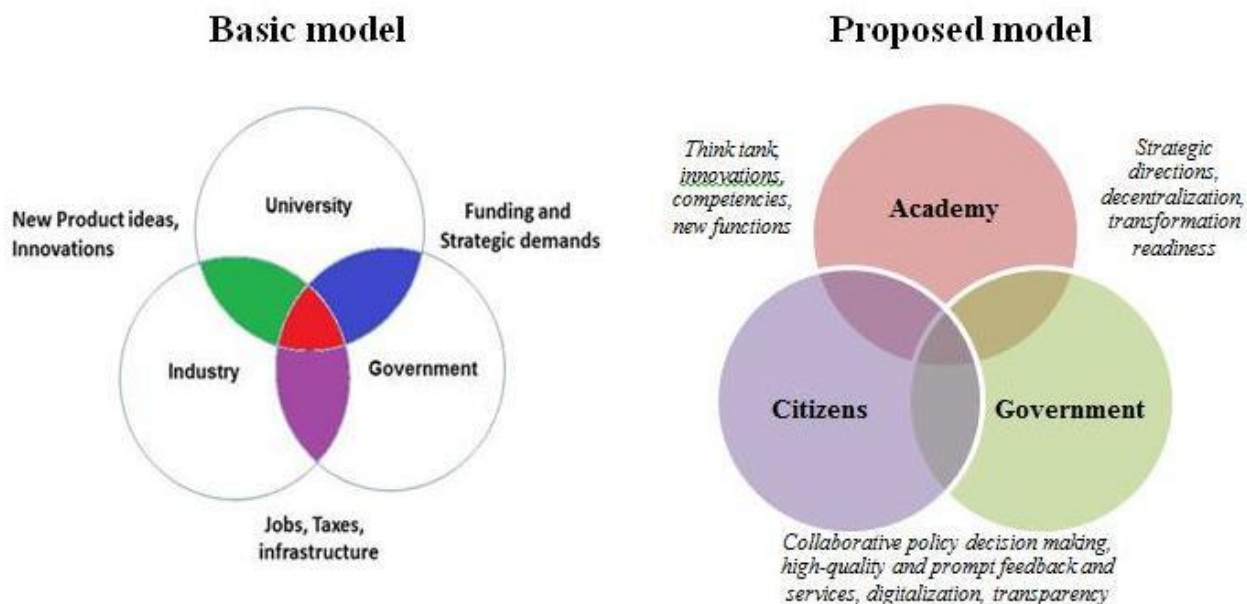 Basic model
University
New Product ideas,
Innovations
Funding and
Strategic demands
Industry
Government
Jobs, Taxes,
infrastructure
Proposed model
Think tank,
innovations,
competencies,
new functions
Academy
Strategic
directions,
decentralization,
transformation
readiness
Citizens
Government
Collaborative policy decision making,
high-quality and prompt feedback and
services, digitalization, transparency